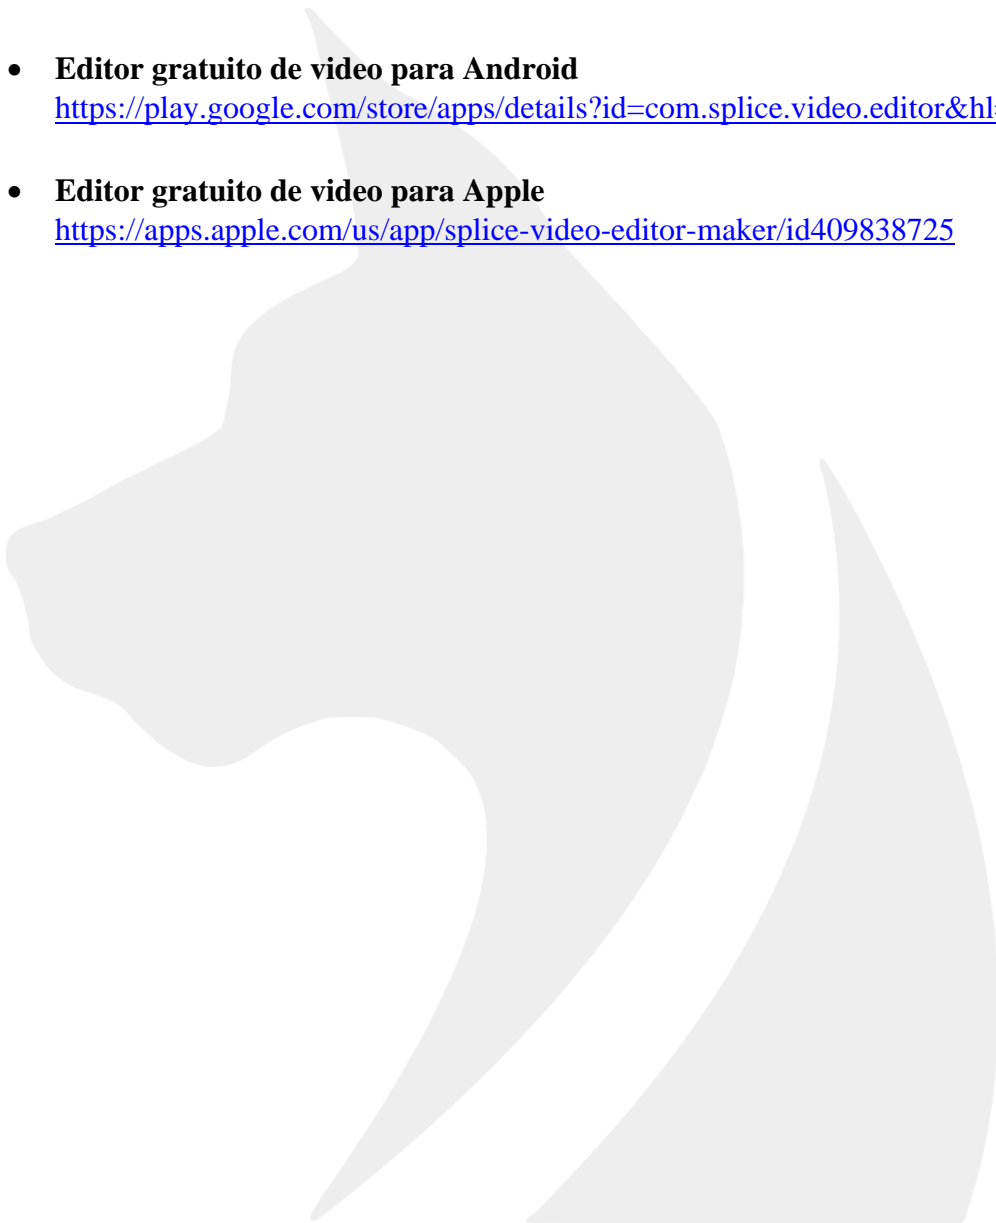 • Editor gratuito de video para Android
https://play.google.com/store/apps/details?id=com.splice.video.editor&hl=
• Editor gratuito de video para Apple
https://apps.apple.com/us/app/splice-video-editor-maker/id409838725